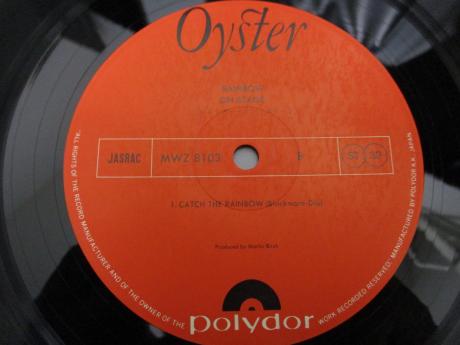 Oyster
RAINBOW
ON STAGE
JASRAC MWZ 8103 B ST 33
1. CATCH THE RAINBOW (Blackmore-Dio)
Produced by Martin Birch
"ALL RIGHTS OF THE RECORD MANUFACTURER AND OF THE OWNER OF THE WORK RECORDED RESERVED. MANUFACTURED BY POLYDOR K.K. JAPAN
polydor